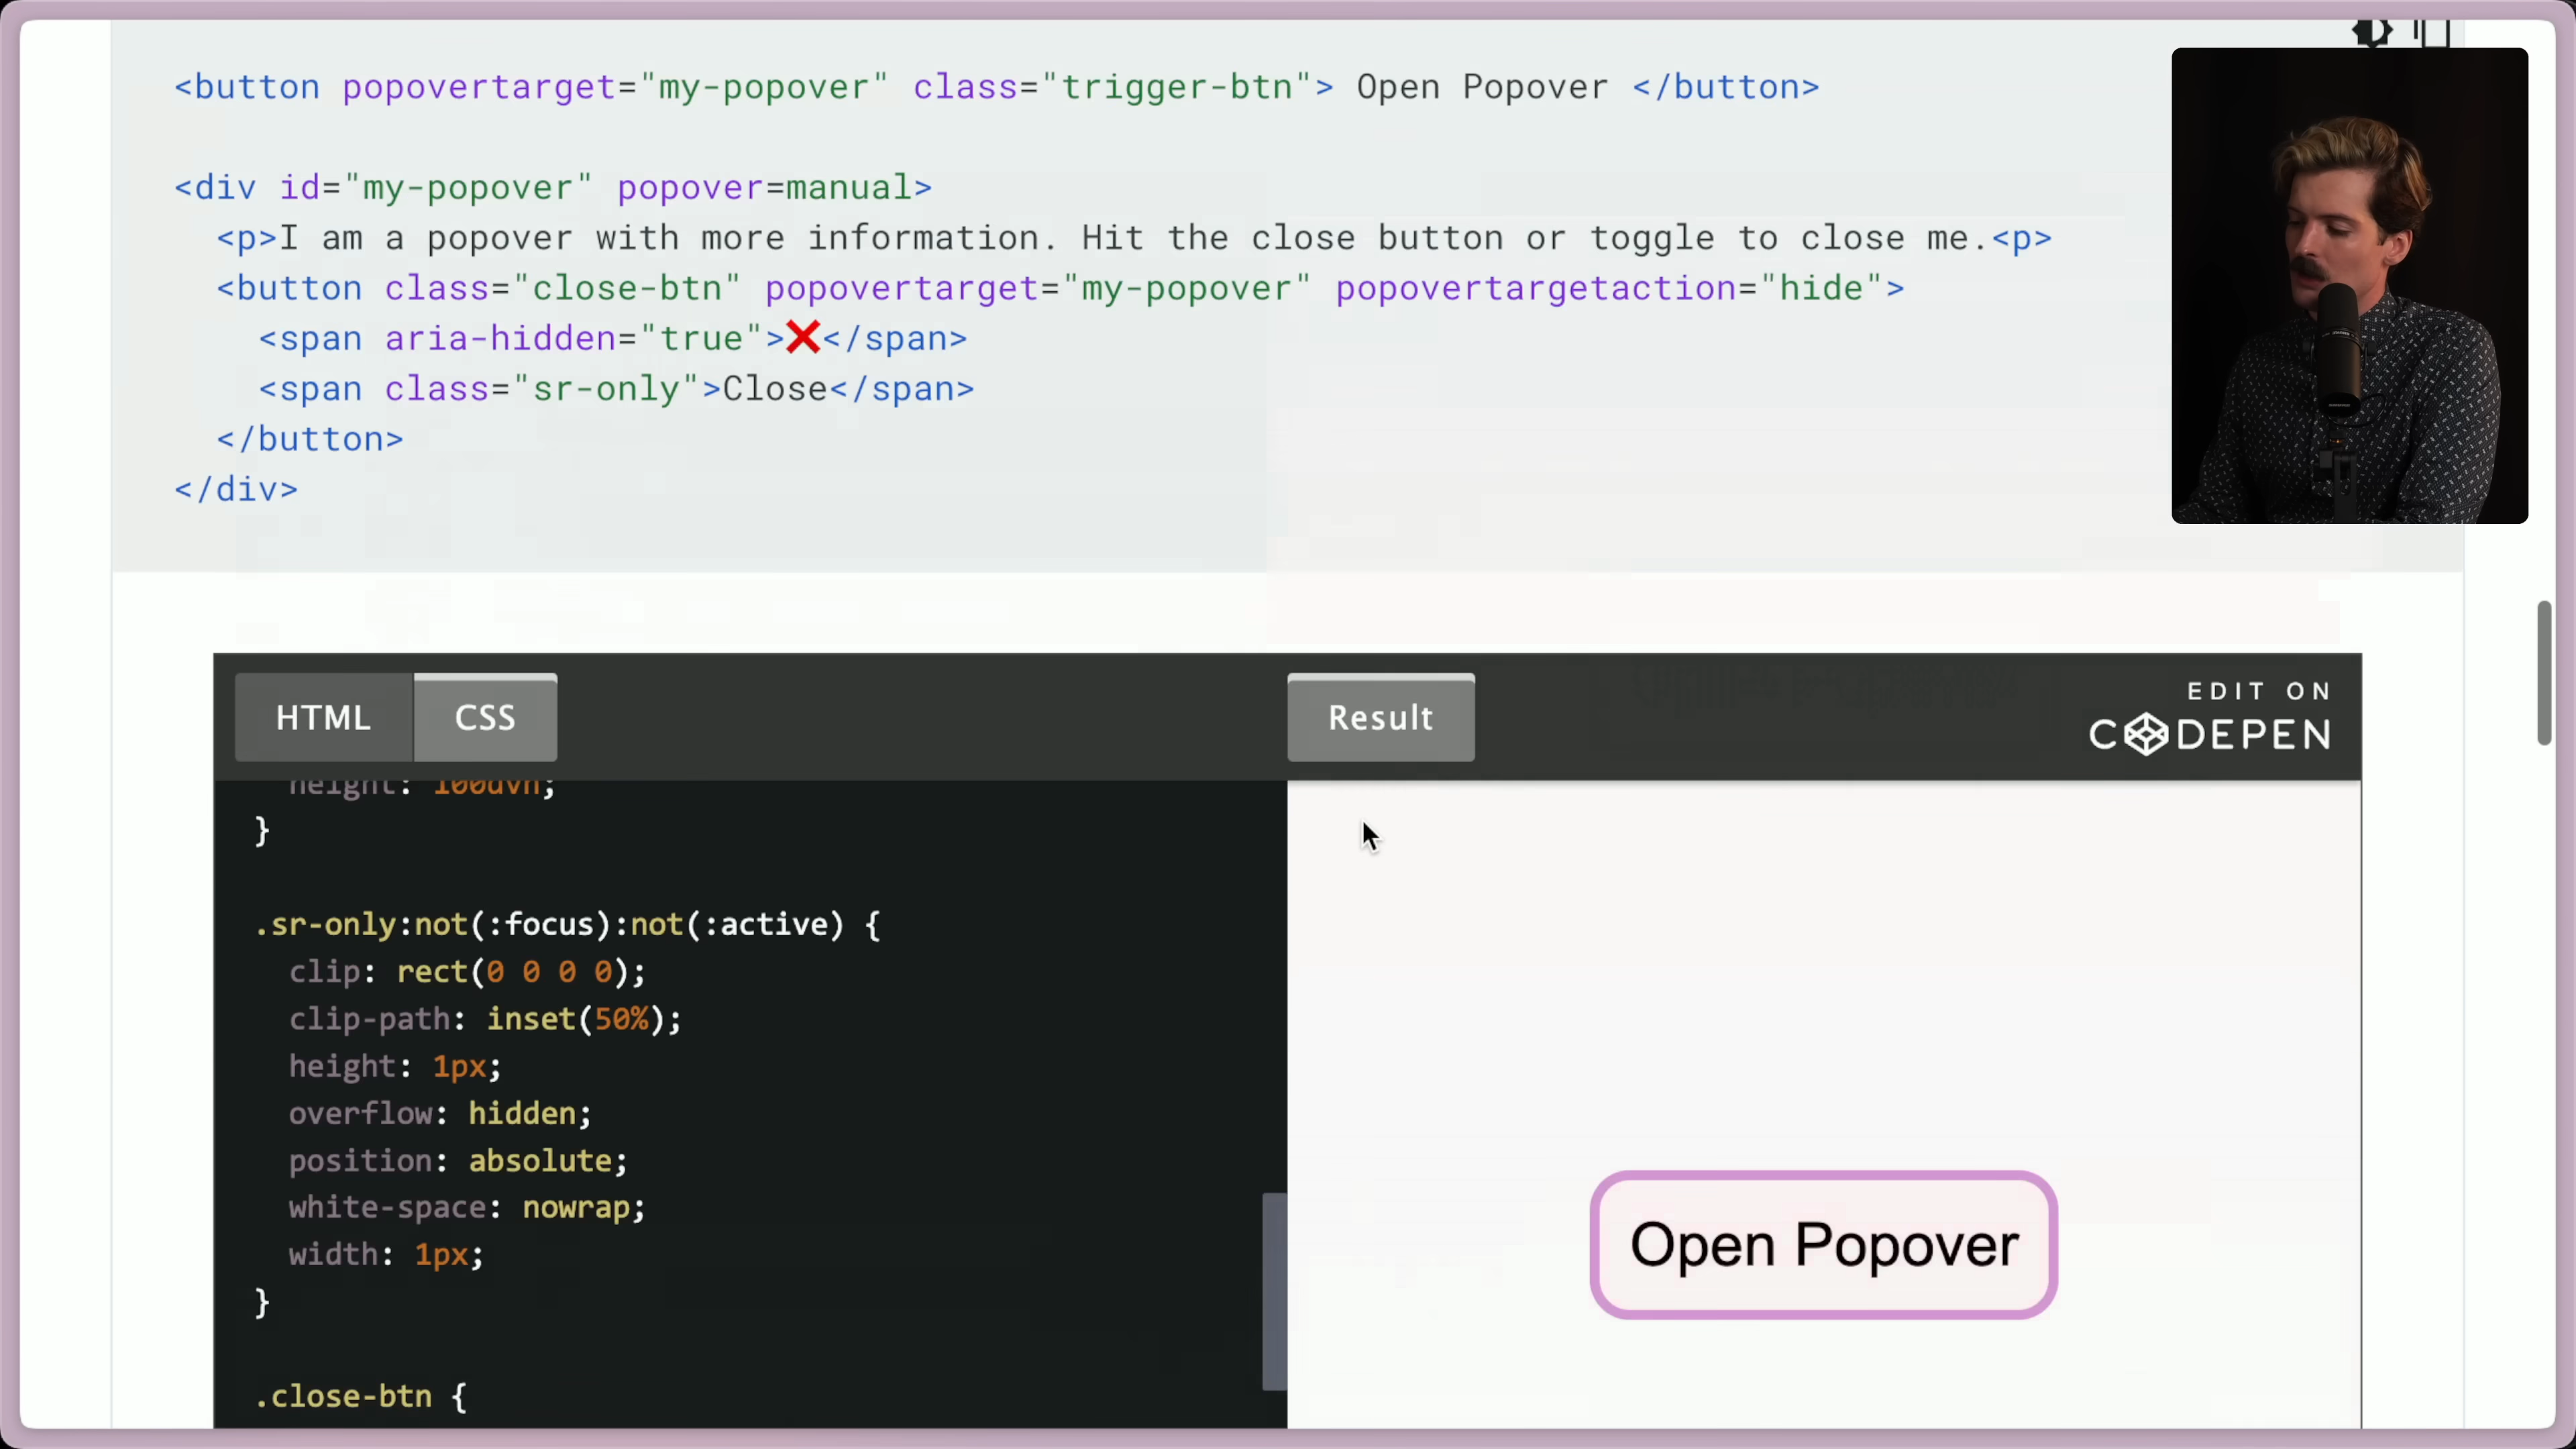 <button popovertarget="my-popover" class="trigger-btn"> Open Popover </button>
<div id="my-popover" popover=manual>
<p>I am a popover with more information. Hit the close button or toggle to close me.<p>
<button class="close-btn" popovertarget="my-popover" popovertargetaction="hide">
<span aria-hidden="true">❌</span>
<span class="sr-only">Close</span>
</button>
</div>
HTML
CSS
Result
EDIT ON
CODEPEN
height: 100dvh;
}
.sr-only:not(:focus):not(:active) {
clip: rect(0 0 0 0);
clip-path: inset(50%);
height: 1px;
overflow: hidden;
position: absolute;
white-space: nowrap;
width: 1px;
}
.close-btn {
Open Popover